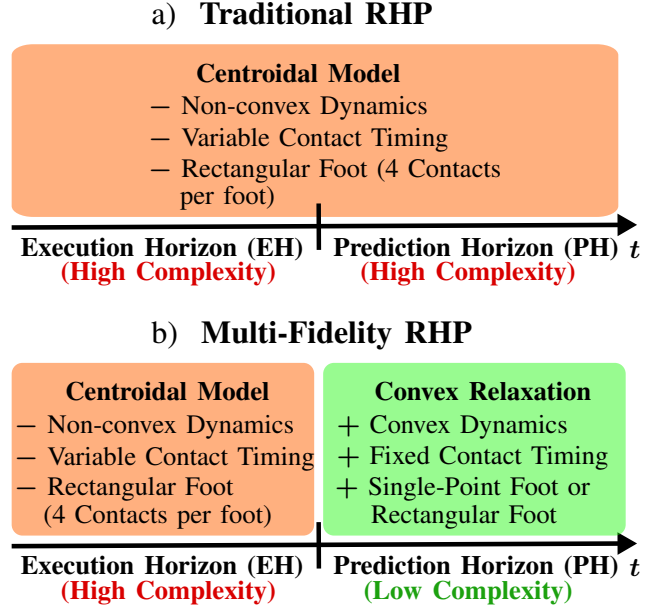 a) Traditional RHP
Centroidal Model
− Non-convex Dynamics
− Variable Contact Timing
− Rectangular Foot (4 Contacts
per foot)
Execution Horizon (EH) Prediction Horizon (PH) t
(High Complexity) (High Complexity)
b) Multi-Fidelity RHP
Centroidal Model
− Non-convex Dynamics
− Variable Contact Timing
− Rectangular Foot
(4 Contacts per foot)
Convex Relaxation
+ Convex Dynamics
+ Fixed Contact Timing
+ Single-Point Foot or
Rectangular Foot
Execution Horizon (EH) Prediction Horizon (PH) t
(High Complexity) (Low Complexity)